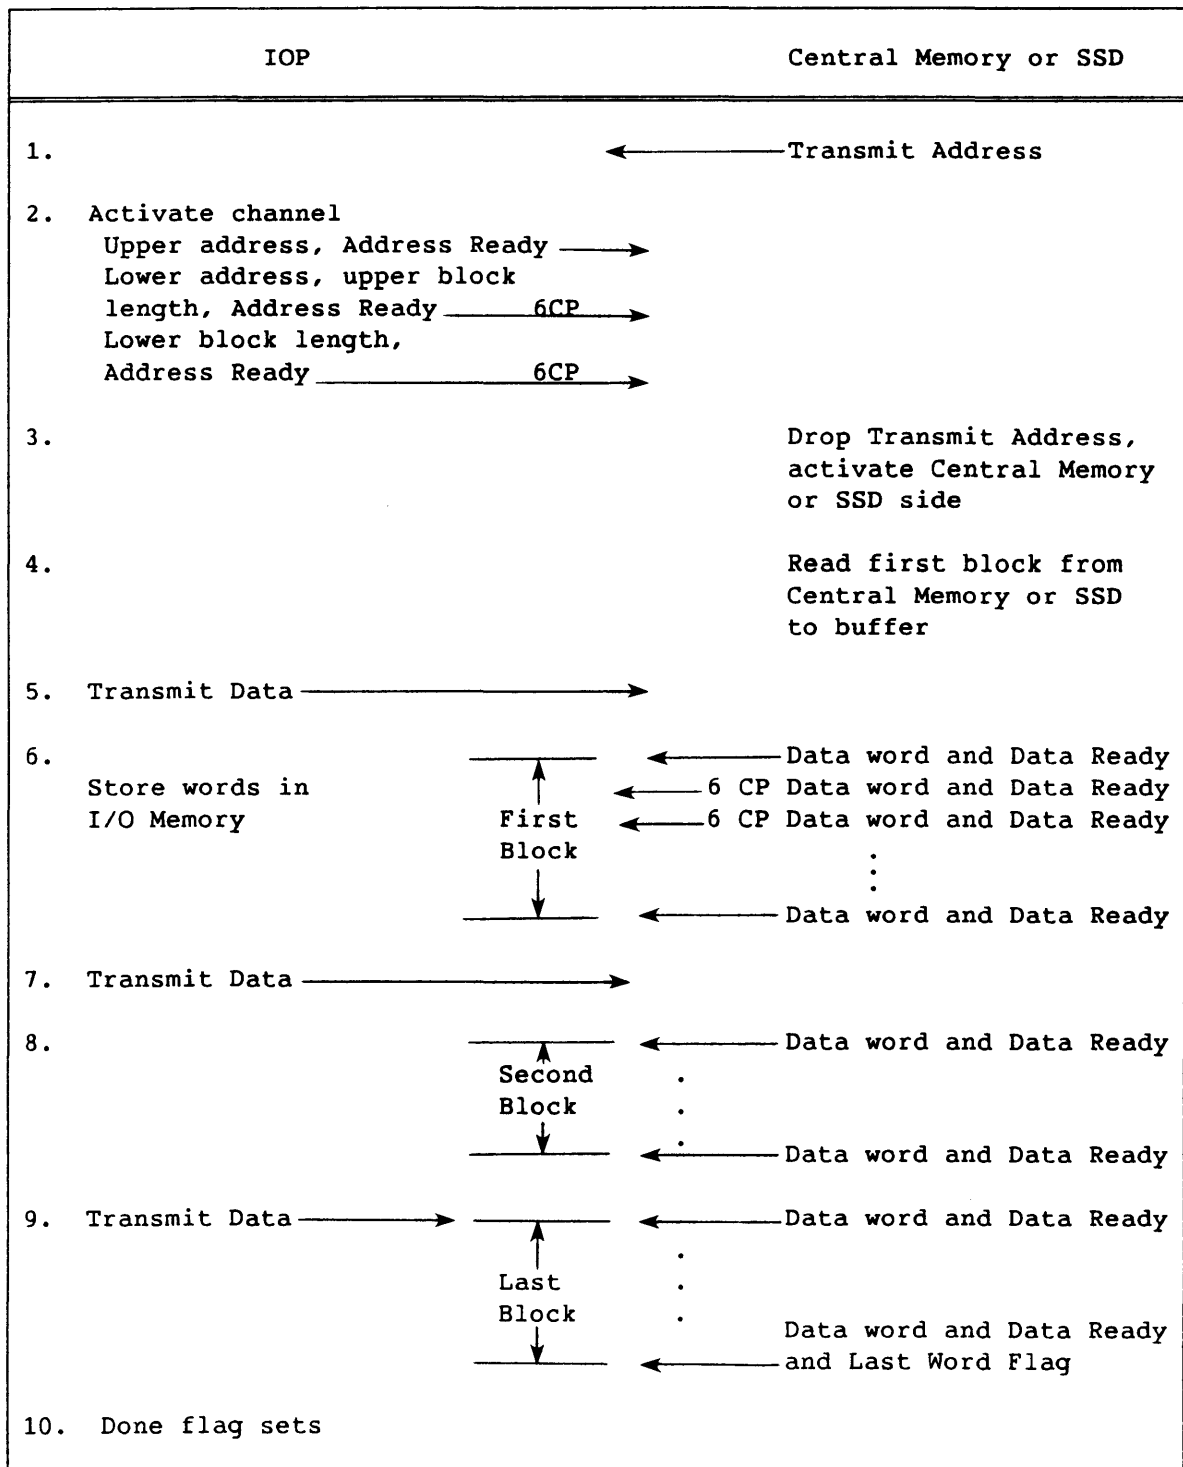 IOP Central Memory or SSD
1. Transmit Address
2. Activate channel
Upper address, Address Ready
Lower address, upper block
length, Address Ready 6CP
Lower block length,
Address Ready 6CP
3. Drop Transmit Address,
activate Central Memory
or SSD side
4. Read first block from
Central Memory or SSD
to buffer
5. Transmit Data
6. Data word and Data Ready
Store words in 6 CP Data word and Data Ready
I/O Memory First 6 CP Data word and Data Ready
Block
Data word and Data Ready
7. Transmit Data
8. Data word and Data Ready
Second
Block
Data word and Data Ready
9. Transmit Data Data word and Data Ready
Last
Block
Data word and Data Ready
and Last Word Flag
10. Done flag sets